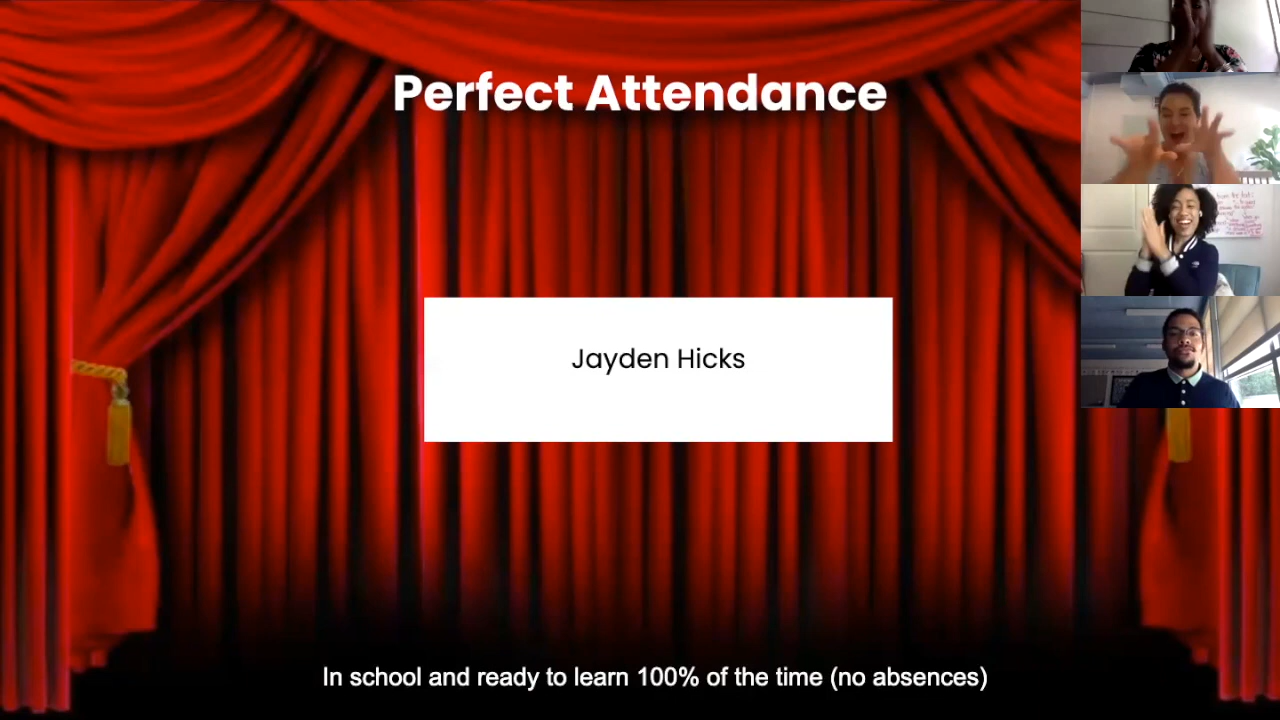 Perfect Attendance
Jayden Hicks
In school and ready to learn 100% of the time (no absences)